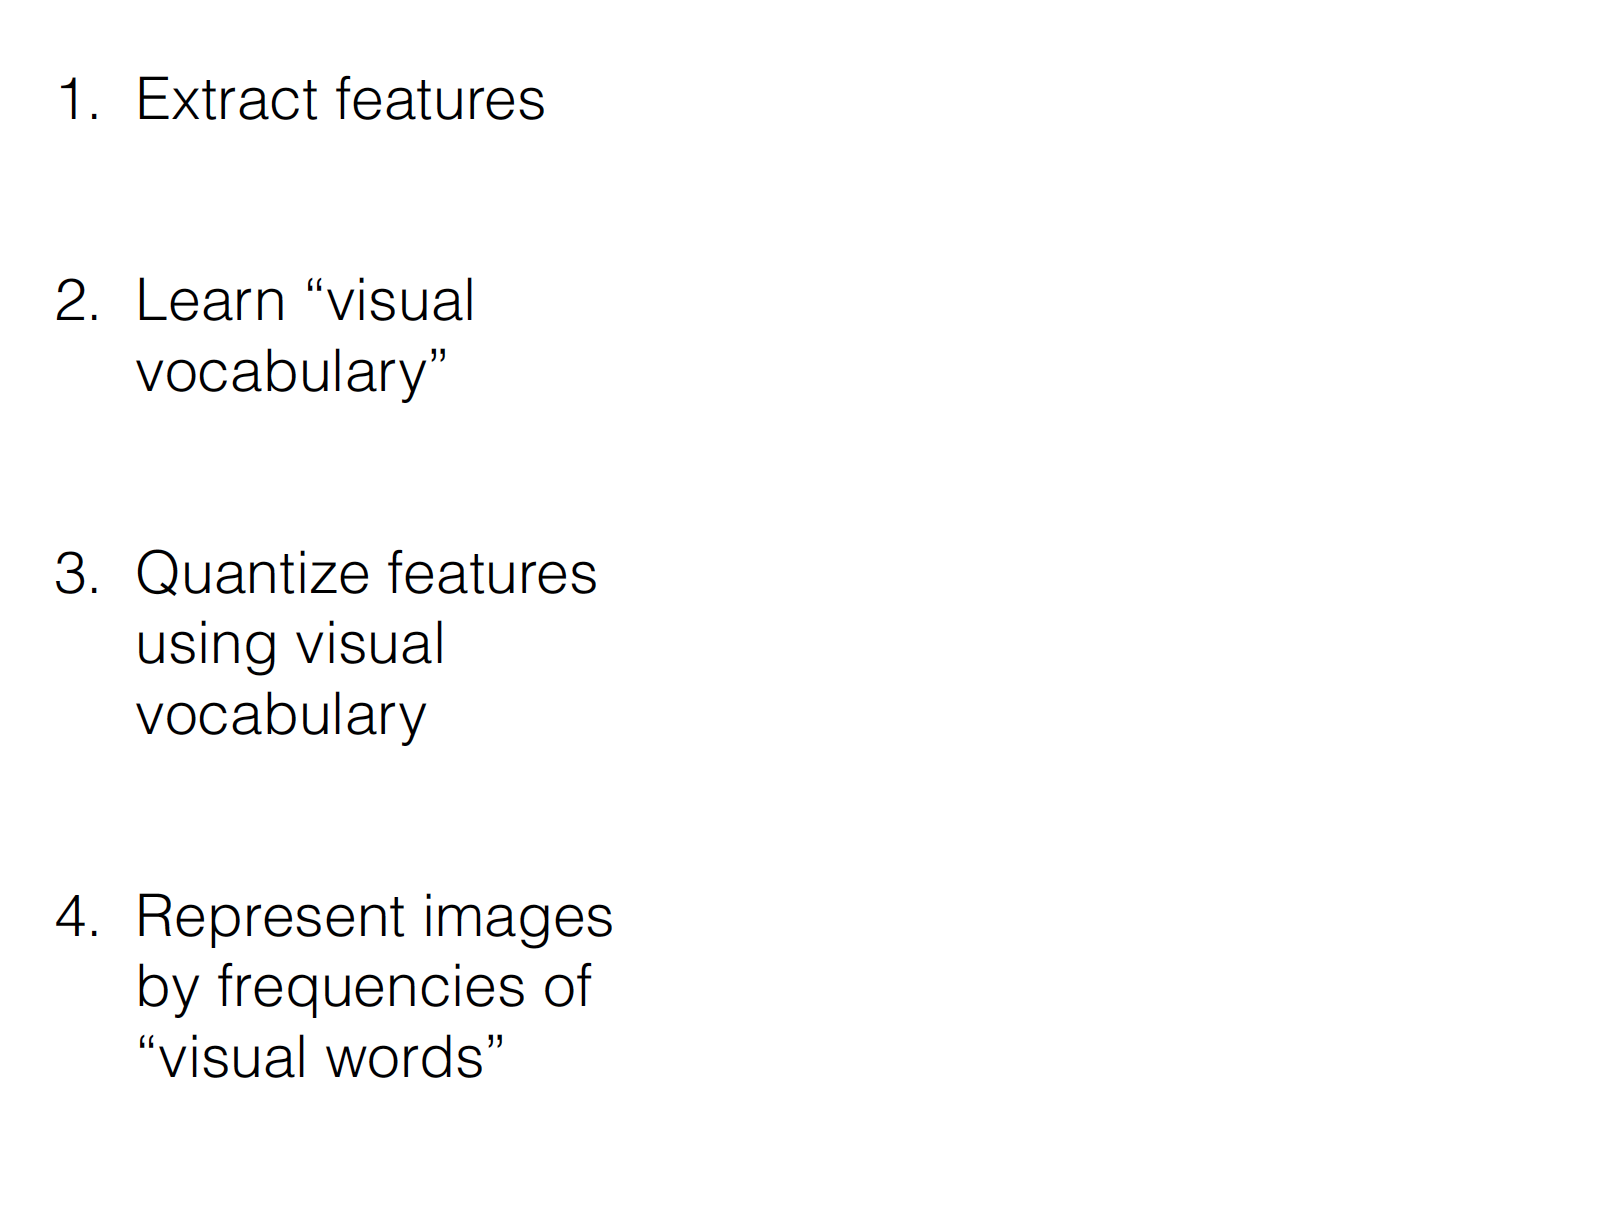 1. Extract features
2. Learn “visual
vocabulary”
3. Quantize features
using visual
vocabulary
4. Represent images
by frequencies of
“visual words”